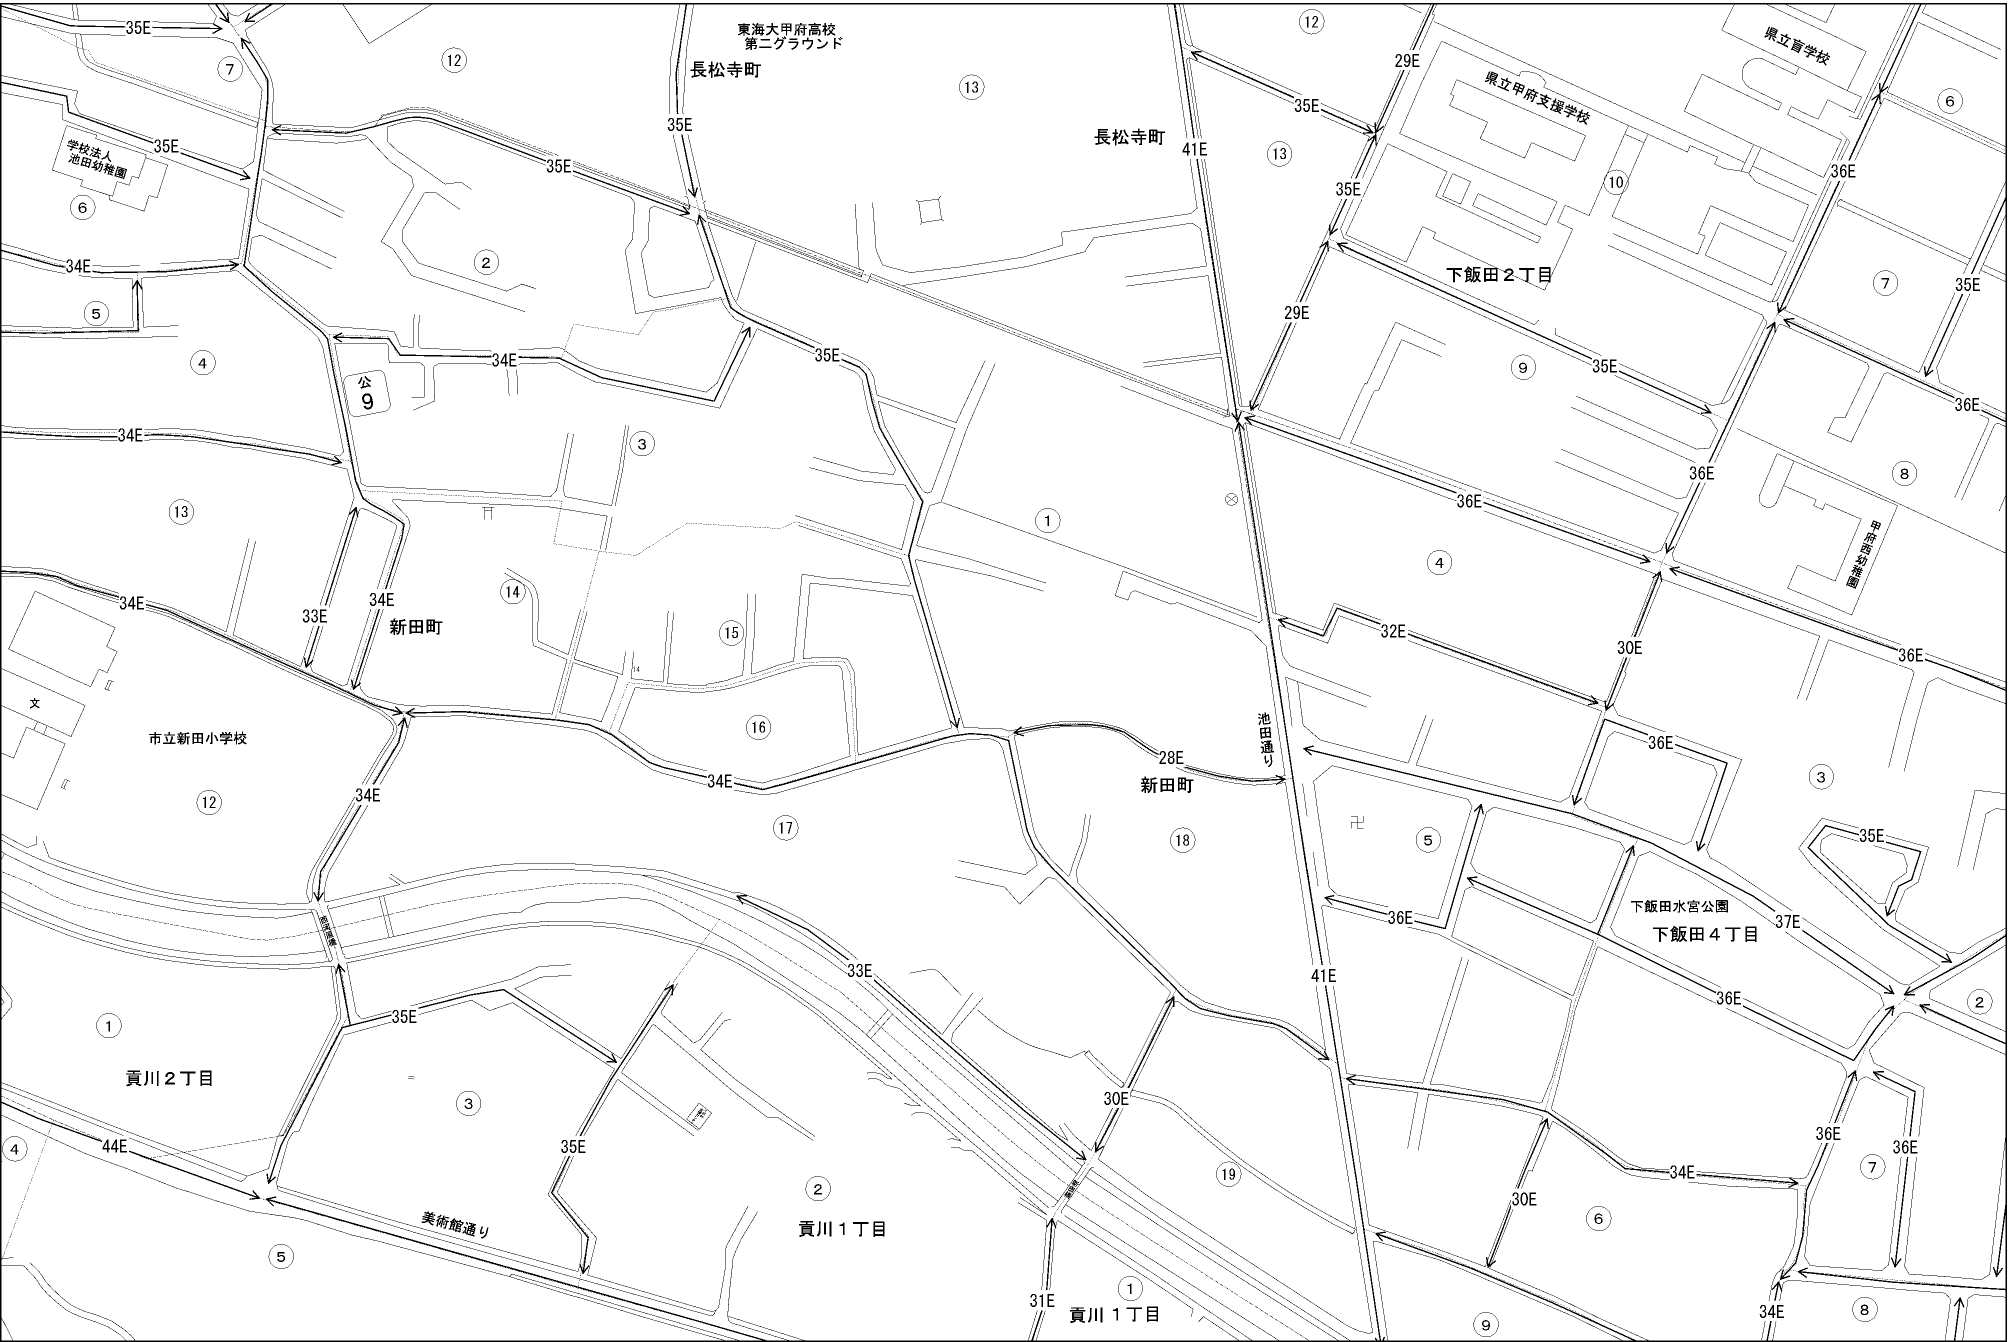 35E
7
12
東海大甲府高校
第二グラウンド
長松寺町
13
12
29E
35E
県立甲府支援学校
県立盲学校
6
35E
学校法人
池田幼稚園
6
35E
35E
長松寺町
41E
13
35E
10
36E
34E
2
下飯田２丁目
7
35E
5
4
34E
35E
29E
9
35E
36E
公
9
34E
3
36E
36E
8
13
1
4
甲府西幼稚園
34E
33E
34E
新田町
14
15
32E
30E
36E
文
市立新田小学校
16
池田通り
36E
12
34E
34E
28E
新田町
3
17
18
5
35E
36E
下飯田水宮公園
下飯田４丁目
37E
33E
41E
36E
2
1
35E
貢川２丁目
3
30E
44E
4
35E
36E
36E
7
2
19
34E
30E
美術館通り
貢川１丁目
6
5
1
31E
貢川１丁目
9
34E
8
14